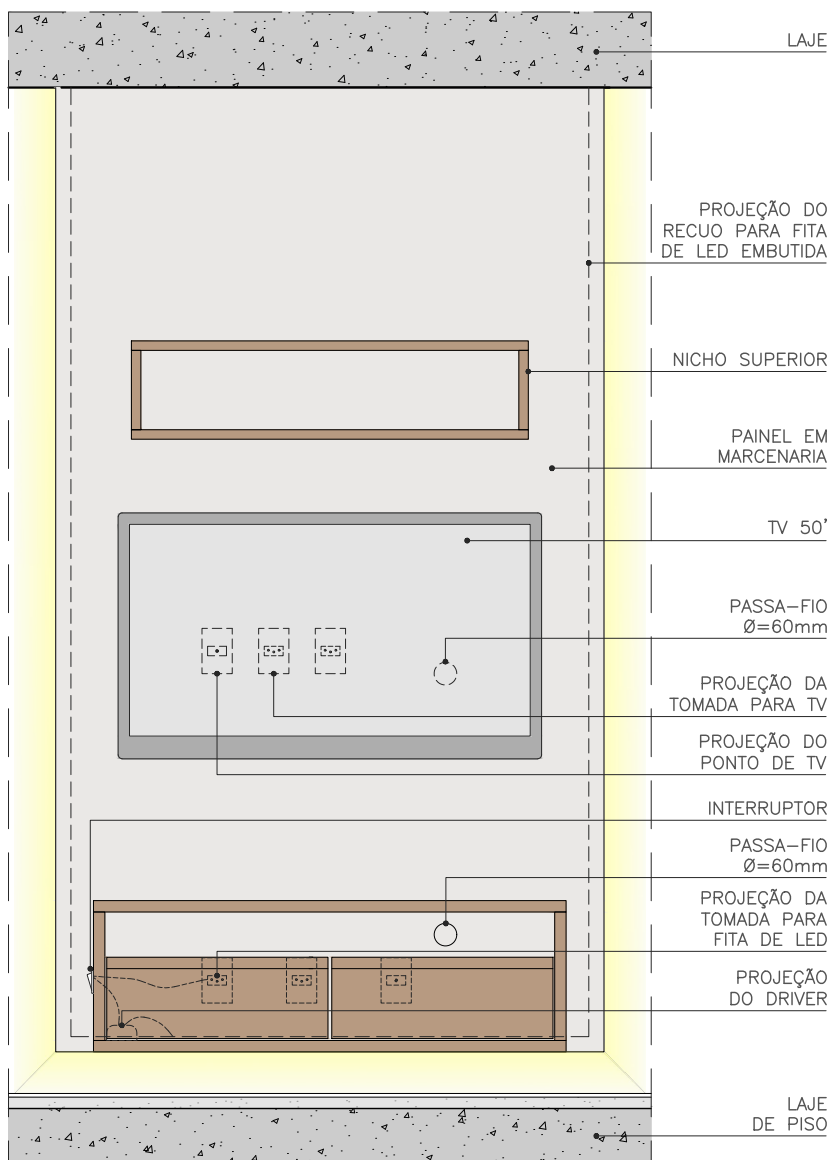 LAJE
PROJEÇÃO DO
RECUO PARA FITA
DE LED EMBUTIDA
NICHO SUPERIOR
PAINEL EM
MARCENARIA
TV 50'
PASSA-FIO
Ø=60mm
PROJEÇÃO DA
TOMADA PARA TV
PROJEÇÃO DO
PONTO DE TV
INTERRUPTOR
PASSA-FIO
Ø=60mm
PROJEÇÃO DA
TOMADA PARA
FITA DE LED
PROJEÇÃO
DO DRIVER
LAJE
DE PISO